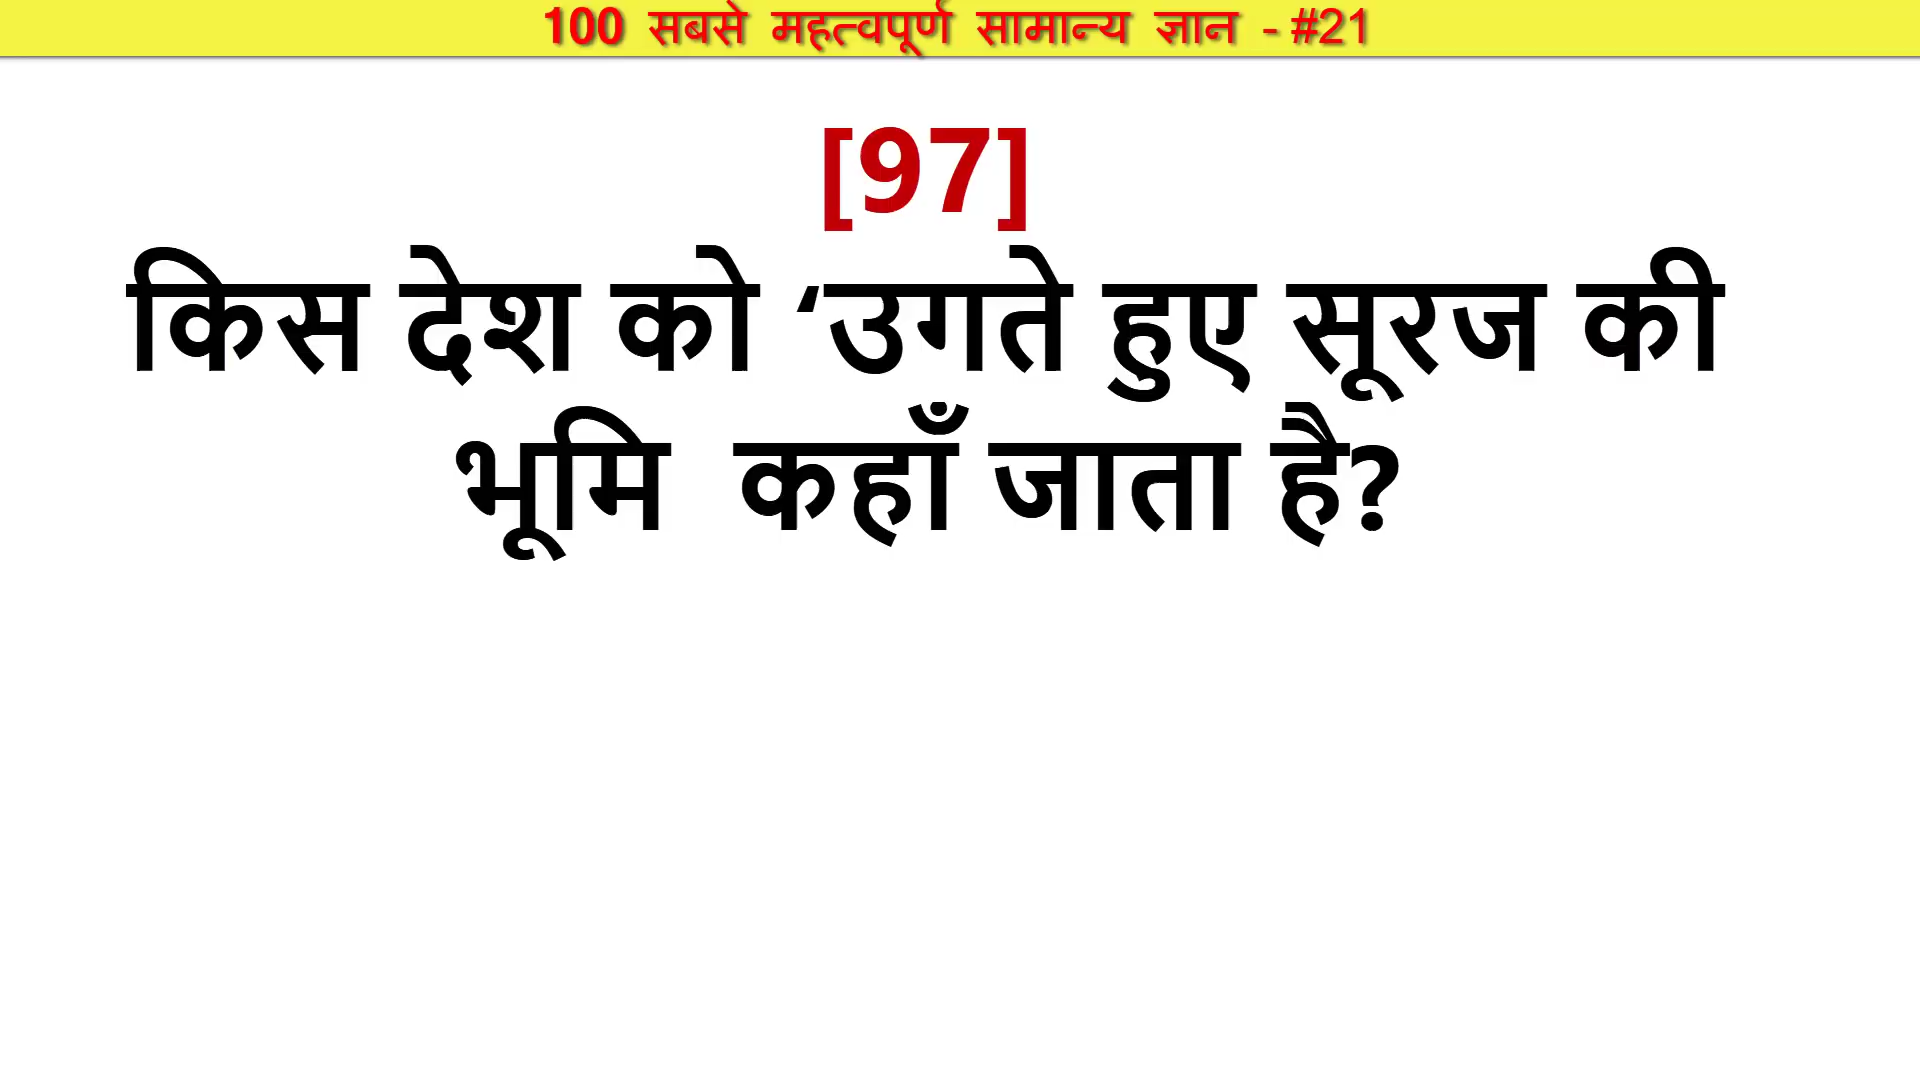 100 सबसे महत्वपूर्ण सामान्य ज्ञान - #21
[97]
किस देश को ‘उगते हुए सूरज की
भूमि कहाँ जाता है?